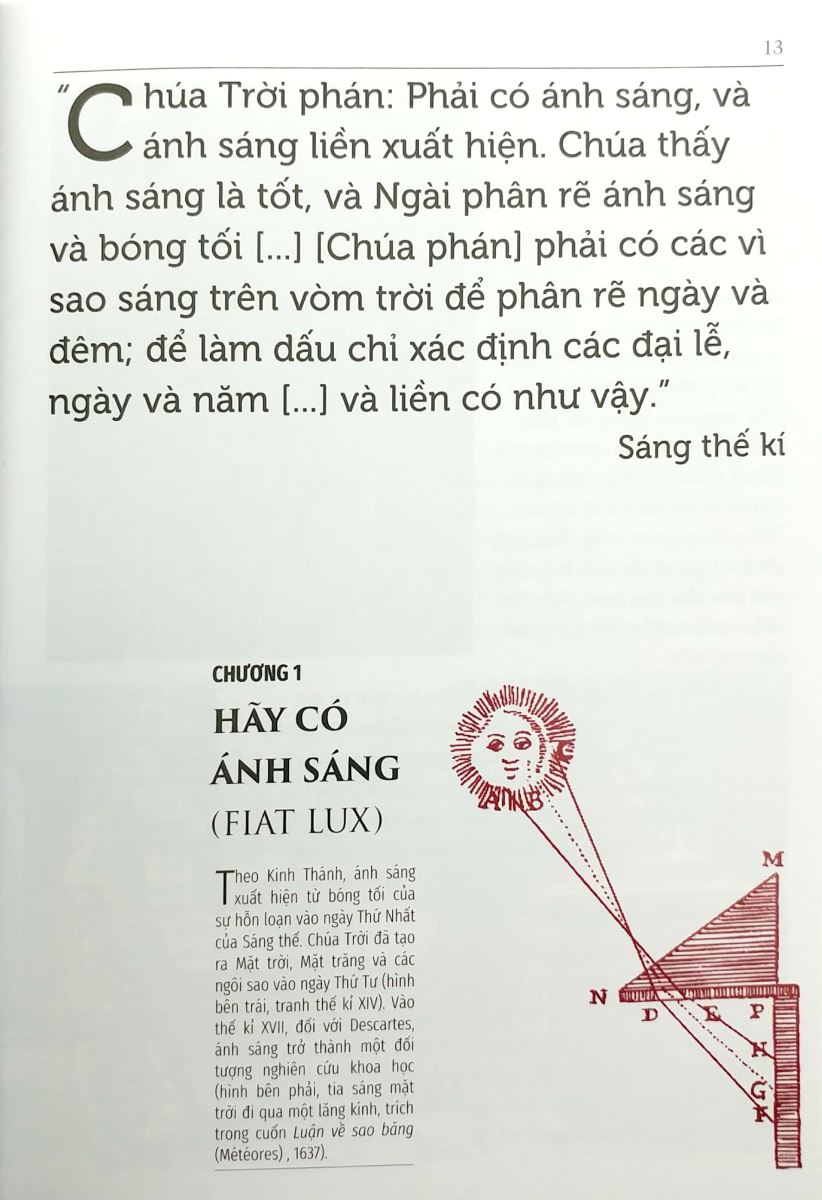 13
“Chúa Trời phán: Phải có ánh sáng, và
ánh sáng liền xuất hiện. Chúa thấy
ánh sáng là tốt, và Ngài phân rẽ ánh sáng
và bóng tối [...] [Chúa phán] phải có các vì
sao sáng trên vòm trời để phân rẽ ngày và
đêm; để làm dấu chỉ xác định các đại lễ,
ngày và năm [...] và liền có như vậy.”
Sáng thế kí
CHƯƠNG 1
HÃY CÓ
ÁNH SÁNG
(FIAT LUX)
Theo Kinh Thánh, ánh sáng
xuất hiện từ bóng tối của
sự hỗn loạn vào ngày Thứ Nhất
của Sáng thế. Chúa Trời đã tạo
ra Mặt trời, Mặt trăng và các
ngôi sao vào ngày Thứ Tư (hình
bên trái, tranh thế kỉ XIV). Vào
thế kỉ XVII, đối với Descartes,
ánh sáng trở thành một đối
tượng nghiên cứu khoa học
(hình bên phải, tia sáng mặt
trời đi qua một lăng kính, trích
trong cuốn Luận về sao băng
(Météores) , 1637).
C
A B
M
N
D E P
H
G
F